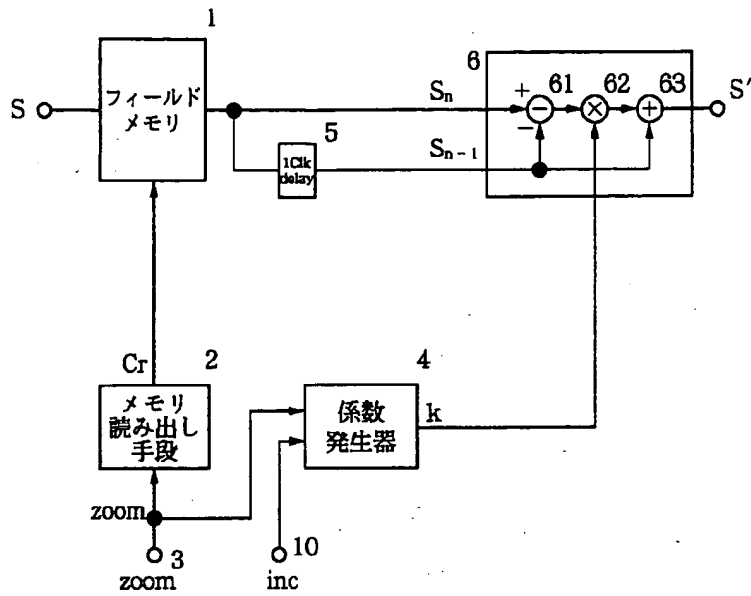 1
S
フィールド
メモリ
5
1Clk
delay
Sn
Sn-1
6
+
−
−
61
×
62
+
63
S'
Cr
2
メモリ
読み出し
手段
4
係数
発生器
k
zoom
3
zoom
10
inc